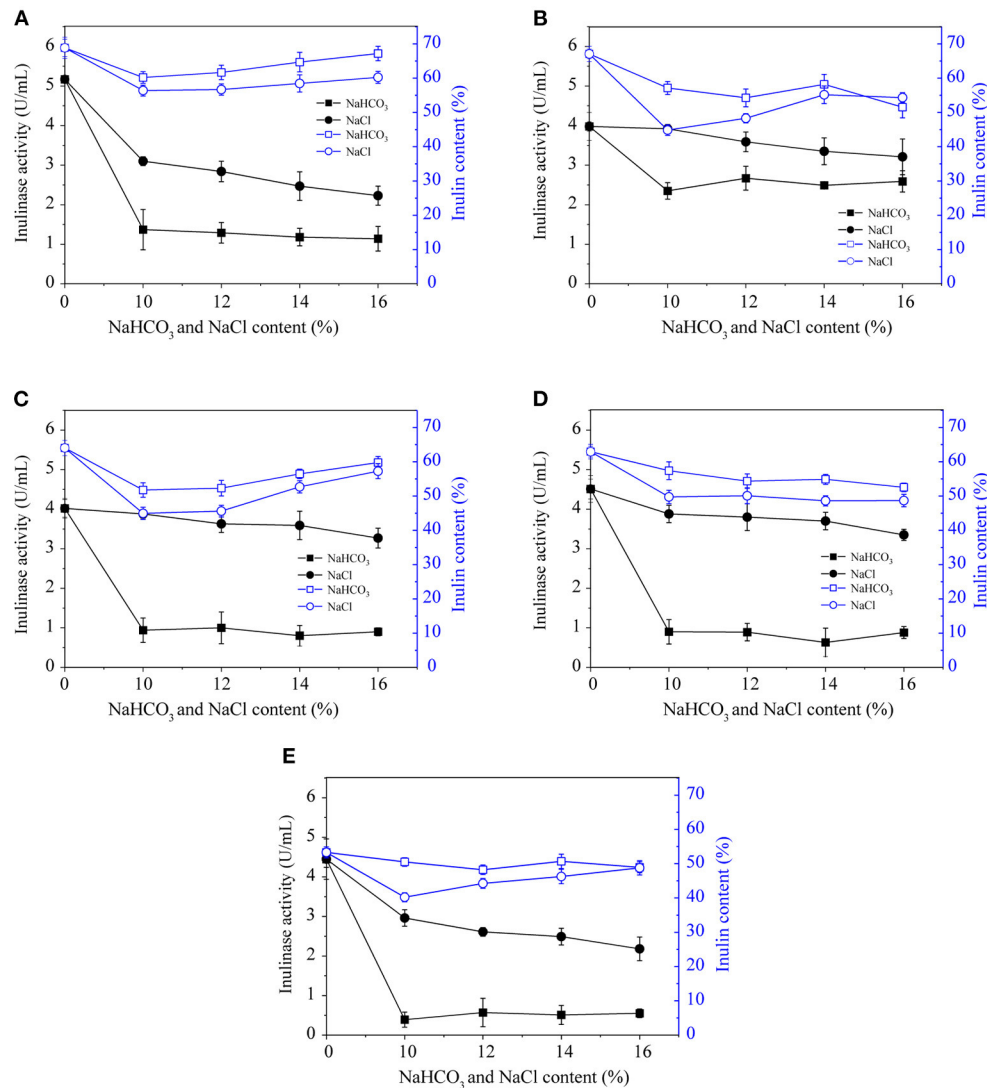 A
Inulinase activity (U/mL)
6
5
4
3
2
1
0
NaHCO₃
NaCl
NaHCO₃
NaCl
70
60
50
40
30
20
10
0
Inulin content (%)
0 10 12 14 16
NaHCO₃ and NaCl content (%)
B
Inulinase activity (U/mL)
6
5
4
3
2
1
0
NaHCO₃
NaCl
NaHCO₃
NaCl
70
60
50
40
30
20
10
0
Inulin content (%)
0 10 12 14 16
NaHCO₃ and NaCl content (%)
C
Inulinase activity (U/mL)
6
5
4
3
2
1
0
NaHCO₃
NaCl
NaHCO₃
NaCl
70
60
50
40
30
20
10
0
Inulin content (%)
0 10 12 14 16
NaHCO₃ and NaCl content (%)
D
Inulinase activity (U/mL)
6
5
4
3
2
1
0
NaHCO₃
NaCl
NaHCO₃
NaCl
70
60
50
40
30
20
10
0
Inulin content (%)
0 10 12 14 16
NaHCO₃ and NaCl content (%)
E
Inulinase activity (U/mL)
6
5
4
3
2
1
0
70
60
50
40
30
20
10
0
Inulin content (%)
0 10 12 14 16
NaHCO₃ and NaCl content (%)